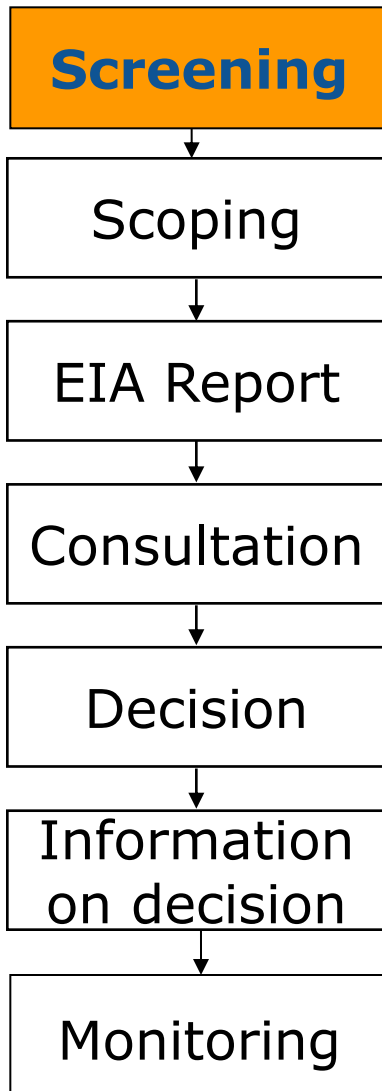 Screening
Scoping
EIA Report
Consultation
Decision
Information
on decision
Monitoring